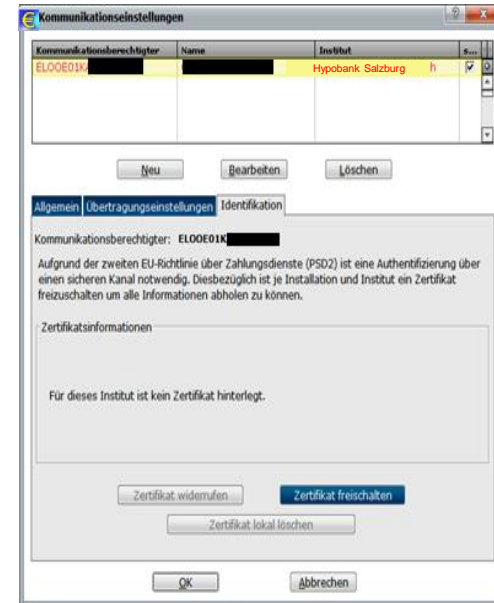 Kommunikationseinstellungen
Kommunikationsberechtigter Name Institut s...
ELOOE01K Hypobank Salzburg h
Neu Bearbeiten Löschen
Allgemein Übertragungseinstellungen Identifikation
Kommunikationsberechtigter: ELOOE01K
Aufgrund der zweiten EU-Richtlinie über Zahlungsdienste (PSD2) ist eine Authentifizierung über
einen sicheren Kanal notwendig. Diesbezüglich ist je Installation und Institut ein Zertifikat
freizuschalten um alle Informationen abholen zu können.
Zertifikatsinformationen
Für dieses Institut ist kein Zertifikat hinterlegt.
Zertifikat widerrufen Zertifikat freischalten
Zertifikat lokal löschen
OK Abbrechen